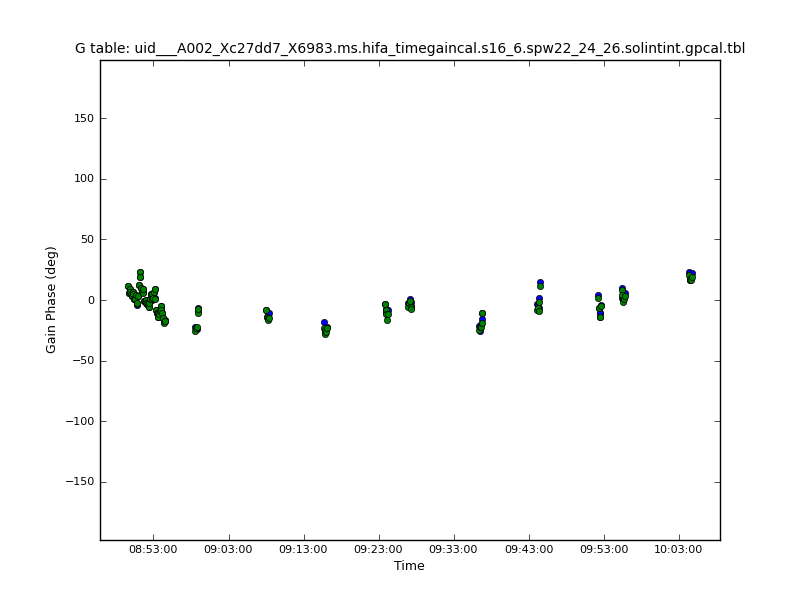 G table: uid___A002_Xc27dd7_X6983.ms.hifa_timegaincal.s16_6.spw22_24_26.solintint.gpcal.tbl
150
100
50
0
−50
−100
−150
Gain Phase (deg)
08:53:00 09:03:00 09:13:00 09:23:00 09:33:00 09:43:00 09:53:00 10:03:00
Time